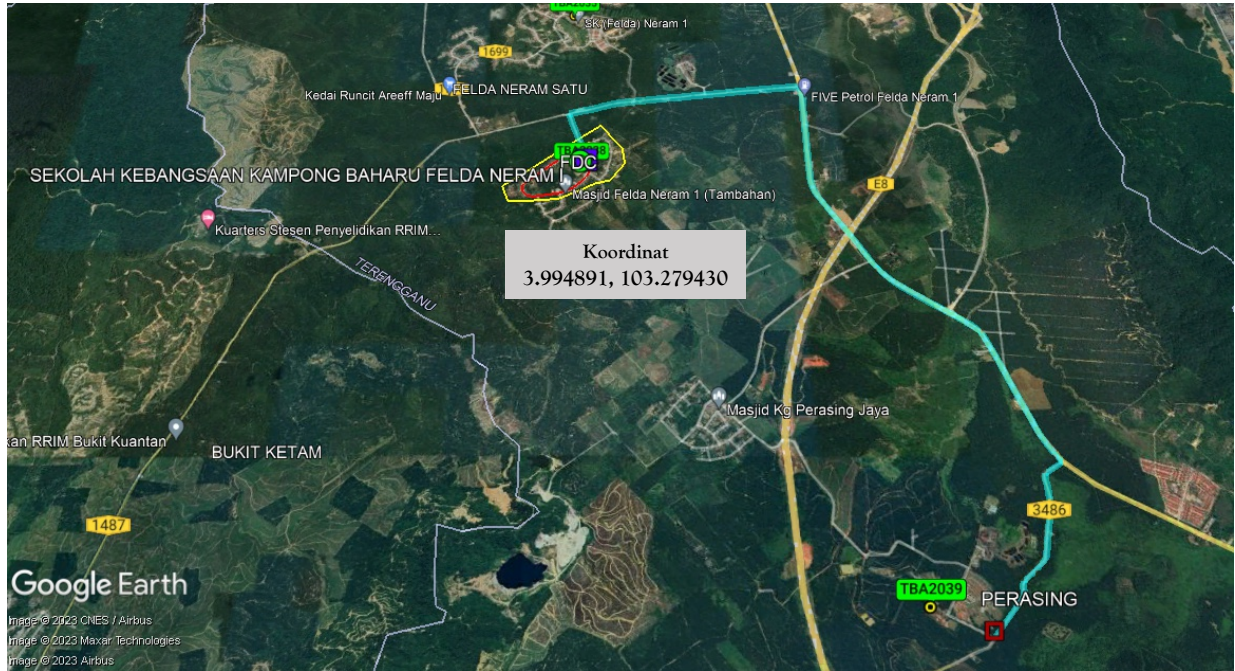 SK (Felda) Neram 1
1699
Kedai Runcit Areeff Maju
FELDA NERAM SATU
FIVE Petrol Felda Neram 1
FDC
SEKOLAH KEBANGSAAN KAMPONG BAHARU FELDA NERAM I
E8
Masjid Felda Neram 1 (Tambahan)
Kuarters Stesen Penyelidikan RRIM...
Koordinat
3.994891, 103.279430
TERENGGANU
Masjid Kg Perasing Jaya
kan RRIM Bukit Kuantan
BUKIT KETAM
3486
1487
Google Earth
TBA2039
PERASING
Image © 2023 CNES / Airbus
Image © 2023 Maxar Technologies
Image © 2023 Airbus